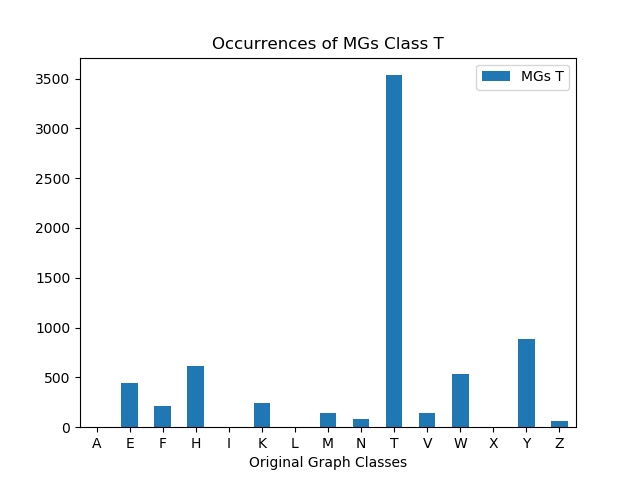 Occurrences of MGs Class T
MGs T
3500
3000
2500
2000
1500
1000
500
0
A E F H I K L M N T V W X Y Z
Original Graph Classes